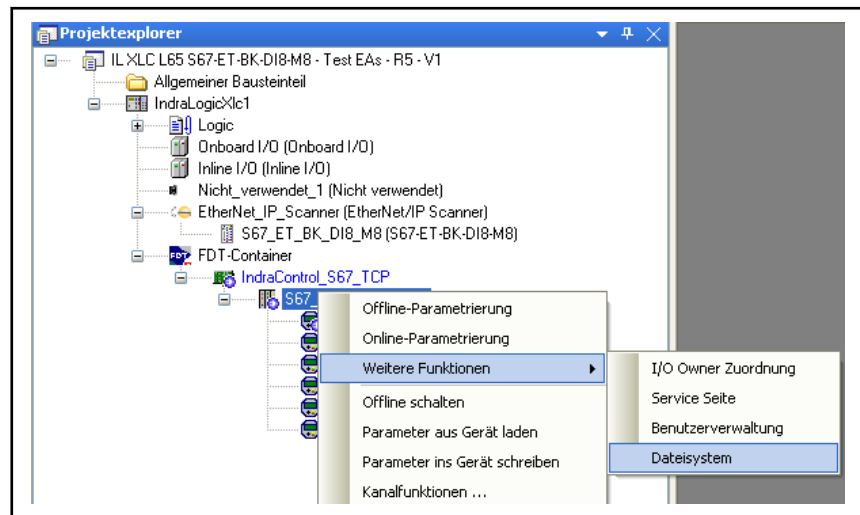 Projektexplorer
IL XLC L65 S67-ET-BK-DI8-M8 - Test EAs - R5 - V1
Allgemeiner Bausteinteil
IndraLogicXlc1
Logic
Onboard I/O (Onboard I/O)
Inline I/O (Inline I/O)
Nicht_verwendet_1 (Nicht verwendet)
EtherNet_IP_Scanner (EtherNet/IP Scanner)
S67_ET_BK_DI8_M8 (S67-ET-BK-DI8-M8)
FDT FDT-Container
IndraControl_S67_TCP
S67_
Offline-Parametrierung
Online-Parametrierung
Weitere Funktionen
Offline schalten
Parameter aus Gerät laden
Parameter ins Gerät schreiben
Kanalfunktionen ...
I/O Owner Zuordnung
Service Seite
Benutzerverwaltung
Dateisystem